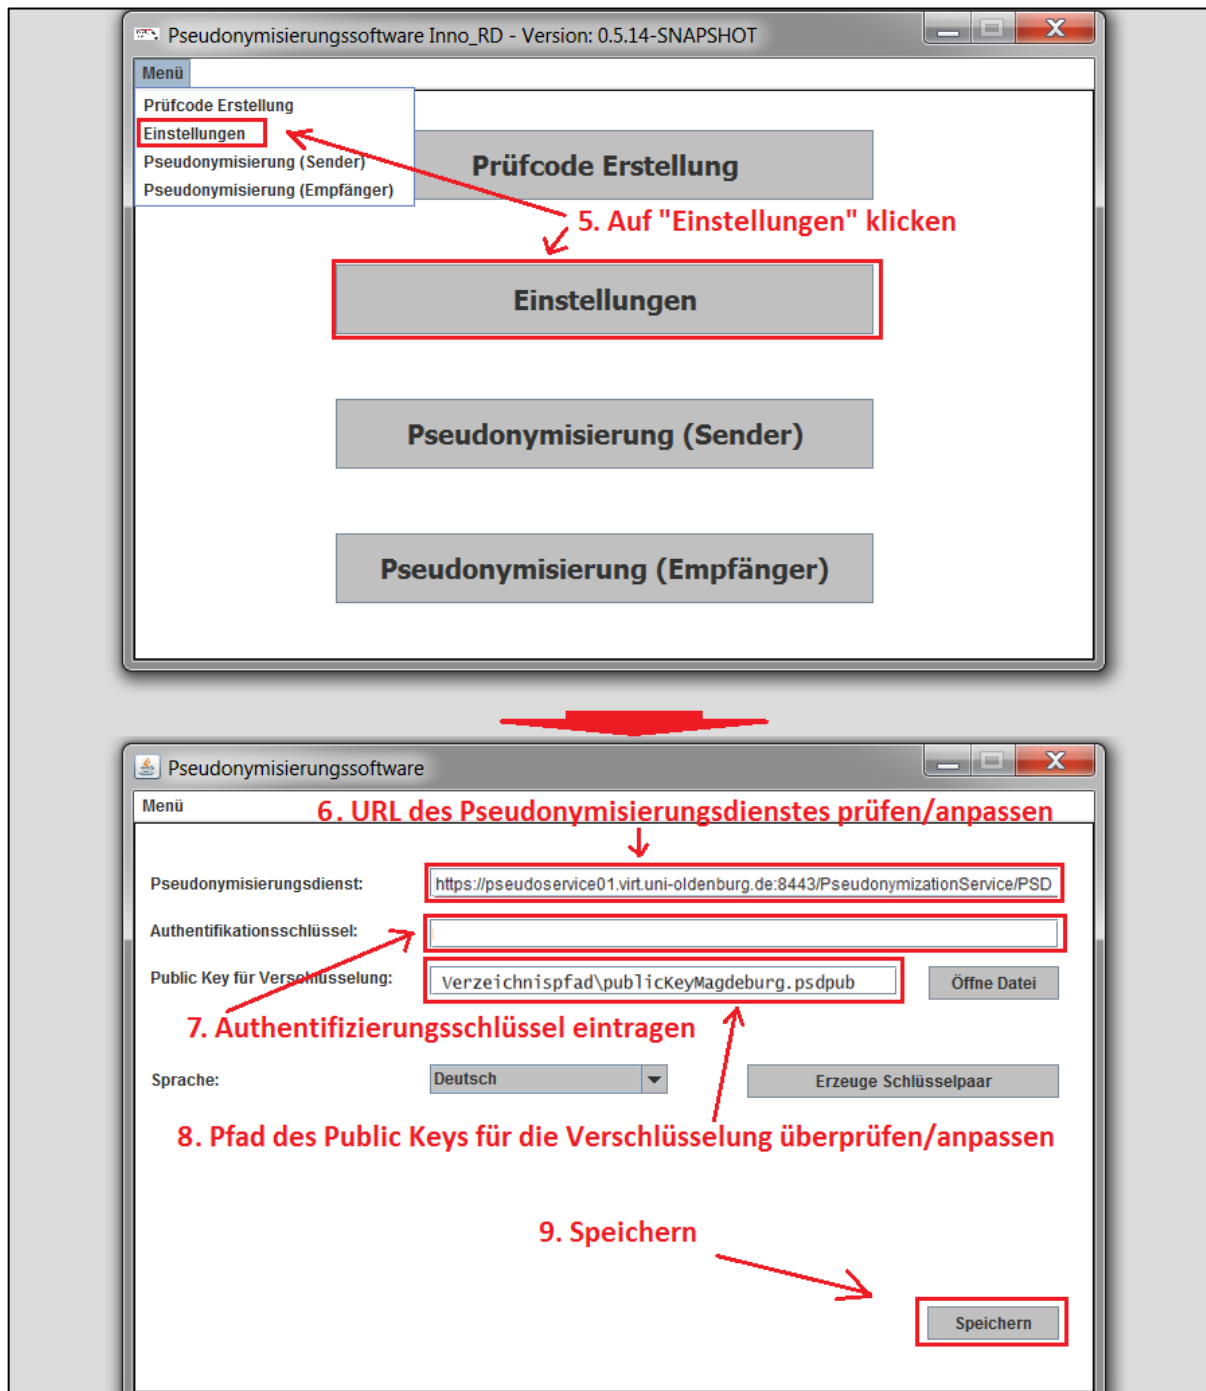 Pseudonymisierungssoftware Inno_RD - Version: 0.5.14-SNAPSHOT
Menü
Prüfcode Erstellung
Einstellungen
Pseudonymisierung (Sender)
Pseudonymisierung (Empfänger)
Prüfcode Erstellung
5. Auf "Einstellungen" klicken
Einstellungen
Pseudonymisierung (Sender)
Pseudonymisierung (Empfänger)
Pseudonymisierungssoftware
Menü
6. URL des Pseudonymisierungsdienstes prüfen/anpassen
Pseudonymisierungsdienst: https://pseudoservice01.virt.uni-oldenburg.de:8443/PseudonymizationService/PSD
Authentifikationsschlüssel:
Public Key für Verschlüsselung: Verzeichnispfad\publicKeyMagdeburg.psdpub Öffne Datei
7. Authentifizierungsschlüssel eintragen
Sprache: Deutsch Erzeuge Schlüsselpaar
8. Pfad des Public Keys für die Verschlüsselung überprüfen/anpassen
9. Speichern
Speichern